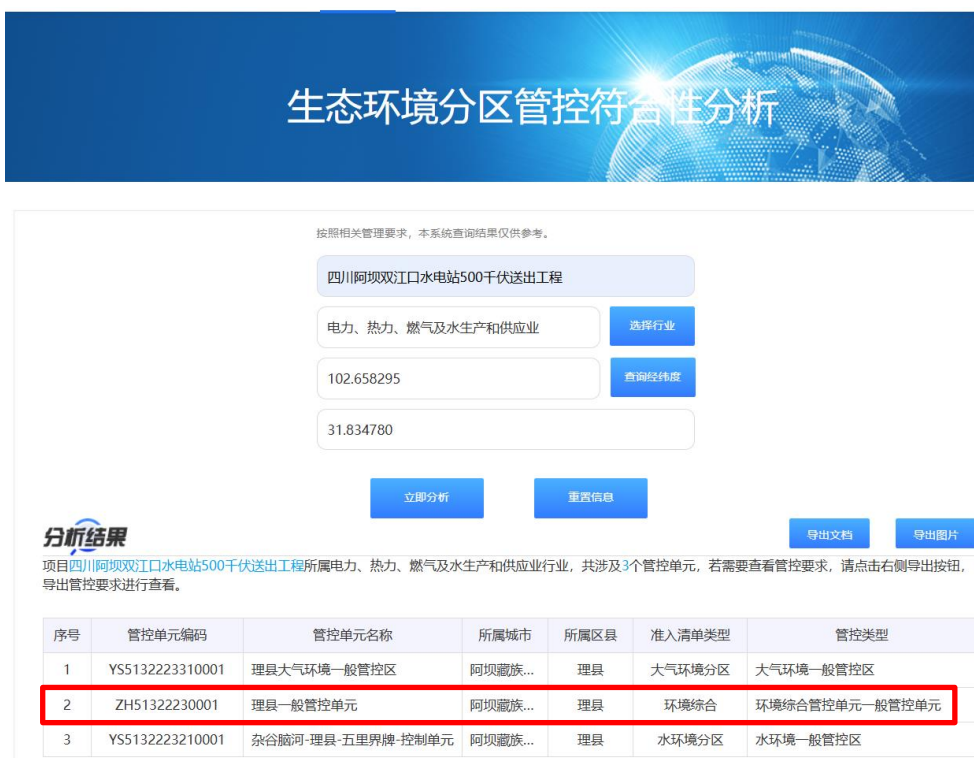 生态环境分区管控符合性分析
按照相关管理要求，本系统查询结果仅供参考。
四川阿坝双江口水电站500千伏送出工程
电力、热力、燃气及水生产和供应业 选择行业
102.658295 查询经纬度
31.834780
立即分析 重置信息
分析结果 导出文档 导出图片
项目四川阿坝双江口水电站500千伏送出工程所属电力、热力、燃气及水生产和供应业行业，共涉及3个管控单元，若需要查看管控要求，请点击右侧导出按钮，
导出管控要求进行查看。
序号 管控单元编码 管控单元名称 所属城市 所属区县 准入清单类型 管控类型
1 YS5132223310001 理县大气环境一般管控区 阿坝藏族... 理县 大气环境分区 大气环境一般管控区
2 ZH51322230001 理县一般管控单元 阿坝藏族... 理县 环境综合 环境综合管控单元一般管控单元
3 YS5132223210001 杂谷脑河-理县-五里界牌-控制单元 阿坝藏族... 理县 水环境分区 水环境一般管控区